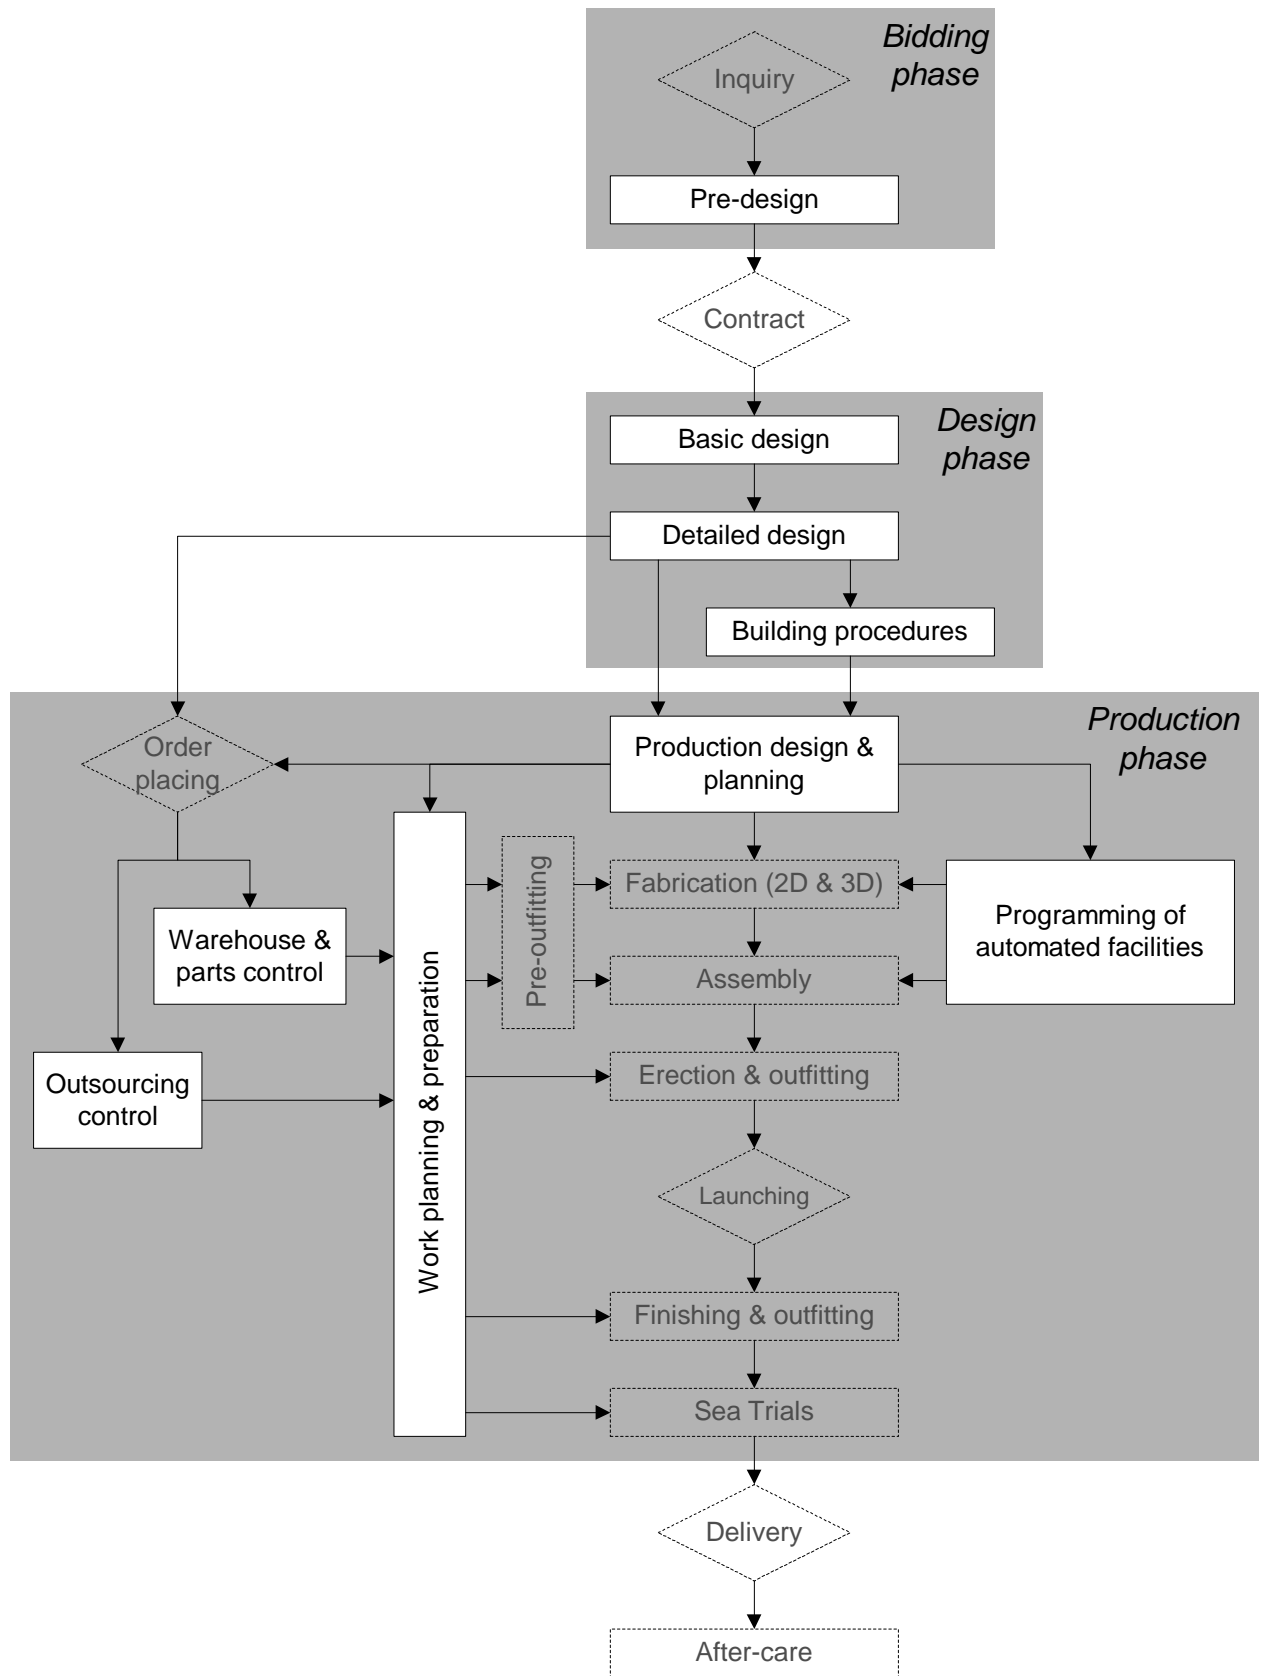 Bidding
phase
Inquiry
Pre-design
Contract
Design
phase
Basic design
Detailed design
Building procedures
Production
phase
Order
placing
Production design &
planning
Work planning & preparation
Pre-outfitting
Fabrication (2D & 3D)
Programming of
automated facilities
Warehouse &
parts control
Assembly
Outsourcing
control
Erection & outfitting
Launching
Finishing & outfitting
Sea Trials
Delivery
After-care